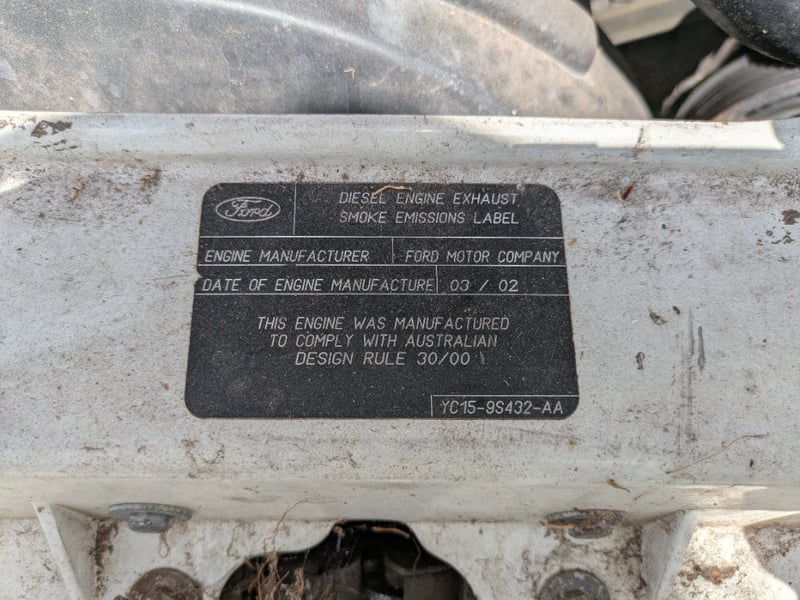 Ford
DIESEL ENGINE EXHAUST
SMOKE EMISSIONS LABEL
ENGINE MANUFACTURER FORD MOTOR COMPANY
DATE OF ENGINE MANUFACTURE 03 / 02
THIS ENGINE WAS MANUFACTURED
TO COMPLY WITH AUSTRALIAN
DESIGN RULE 30/00
YC15-9S432-AA